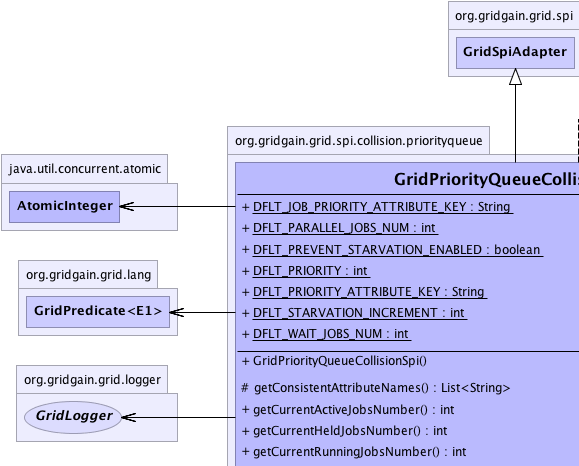 org.gridgain.grid.spi
GridSpiAdapter
org.gridgain.grid.spi.collision.priorityqueue
java.util.concurrent.atomic
AtomicInteger
GridPriorityQueueCollis
+ DFLT_JOB_PRIORITY_ATTRIBUTE_KEY : String
+ DFLT_PARALLEL_JOBS_NUM : int
+ DFLT_PREVENT_STARVATION_ENABLED : boolean
+ DFLT_PRIORITY : int
+ DFLT_PRIORITY_ATTRIBUTE_KEY : String
+ DFLT_STARVATION_INCREMENT : int
+ DFLT_WAIT_JOBS_NUM : int
org.gridgain.grid.lang
GridPredicate<E1>
+ GridPriorityQueueCollisionSpi()
# getConsistentAttributeNames() : List<String>
+ getCurrentActiveJobsNumber() : int
+ getCurrentHeldJobsNumber() : int
+ getCurrentRunningJobsNumber() : int
org.gridgain.grid.logger
GridLogger